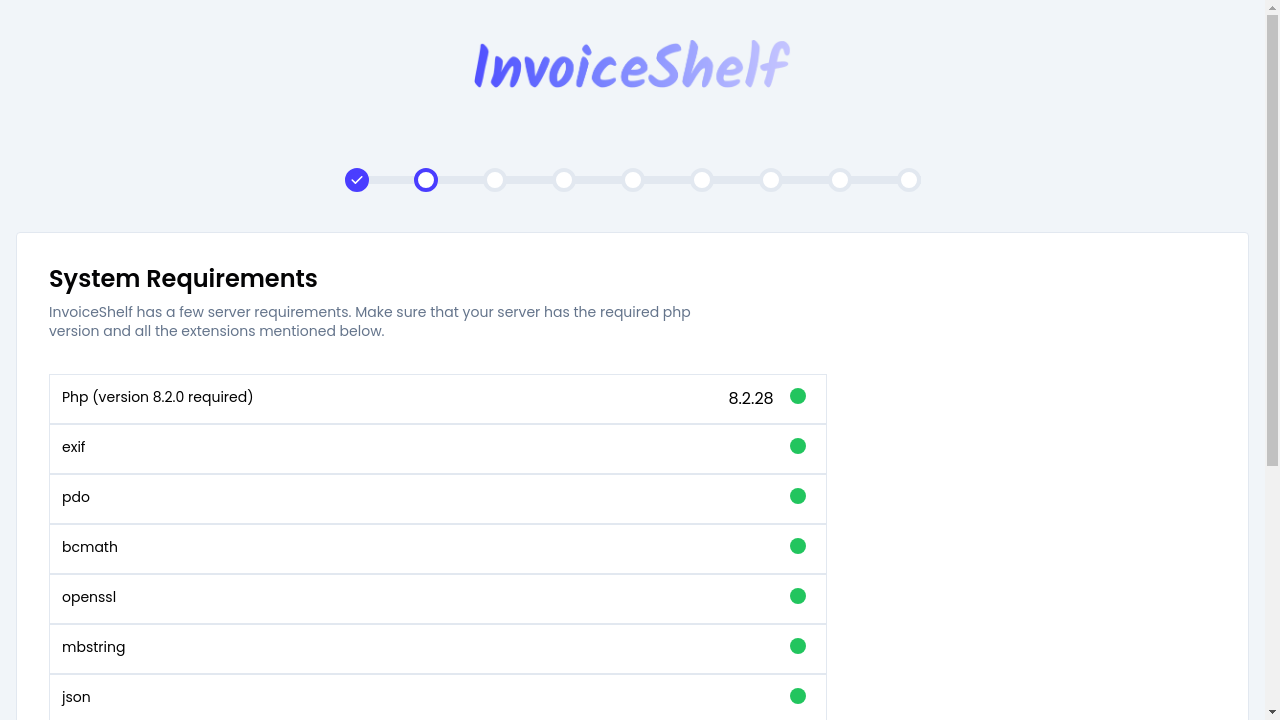 InvoiceShelf
System Requirements
InvoiceShelf has a few server requirements. Make sure that your server has the required php
version and all the extensions mentioned below.
Php (version 8.2.0 required) 8.2.28
exif
pdo
bcmath
openssl
mbstring
json